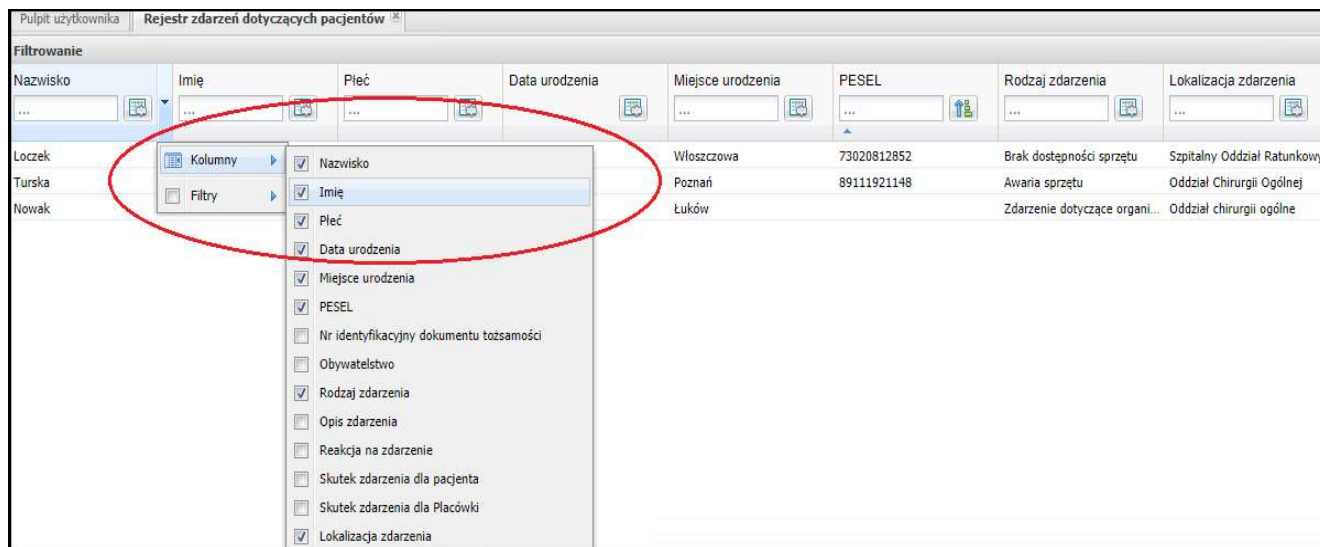 Pulpit użytkownika Rejestr zdarzeń dotyczących pacjentów
Filtrowanie
Nazwisko Imię Płeć Data urodzenia Miejsce urodzenia PESEL Rodzaj zdarzenia Lokalizacja zdarzenia
... ... ... ... ... ... ...
Loczek Włoszczowa 73020812852 Brak dostępności sprzętu Szpitalny Oddział Ratunkowy
Turska Poznań 89111921148 Awaria sprzętu Oddział Chirurgii Ogólnej
Nowak Łuków Zdarzenie dotyczące organi... Oddział chirurgii ogólne
Kolumny
Filtry
Nazwisko
Imię
Płeć
Data urodzenia
Miejsce urodzenia
PESEL
Nr identyfikacyjny dokumentu tożsamości
Obywatelstwo
Rodzaj zdarzenia
Opis zdarzenia
Reakcja na zdarzenie
Skutek zdarzenia dla pacjenta
Skutek zdarzenia dla Placówki
Lokalizacja zdarzenia